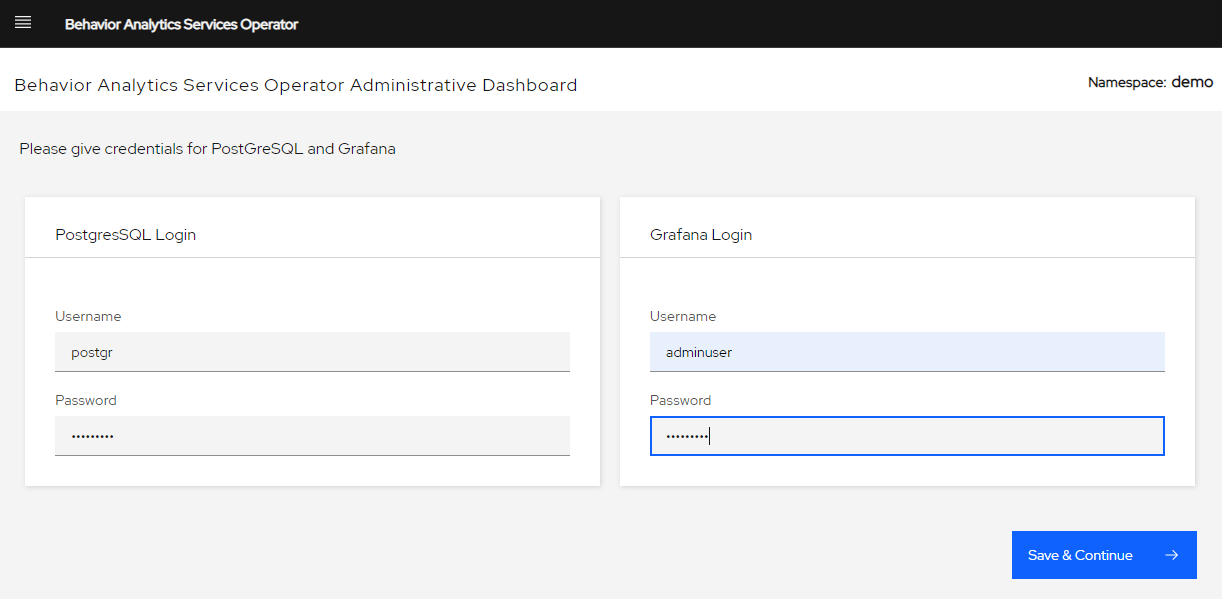 Behavior Analytics Services Operator
Behavior Analytics Services Operator Administrative Dashboard
Namespace: demo
Please give credentials for PostGreSQL and Grafana
PostgresSQL Login
Username
postgr
Password
•••••••••
Grafana Login
Username
adminuser
Password
•••••••••
Save & Continue →